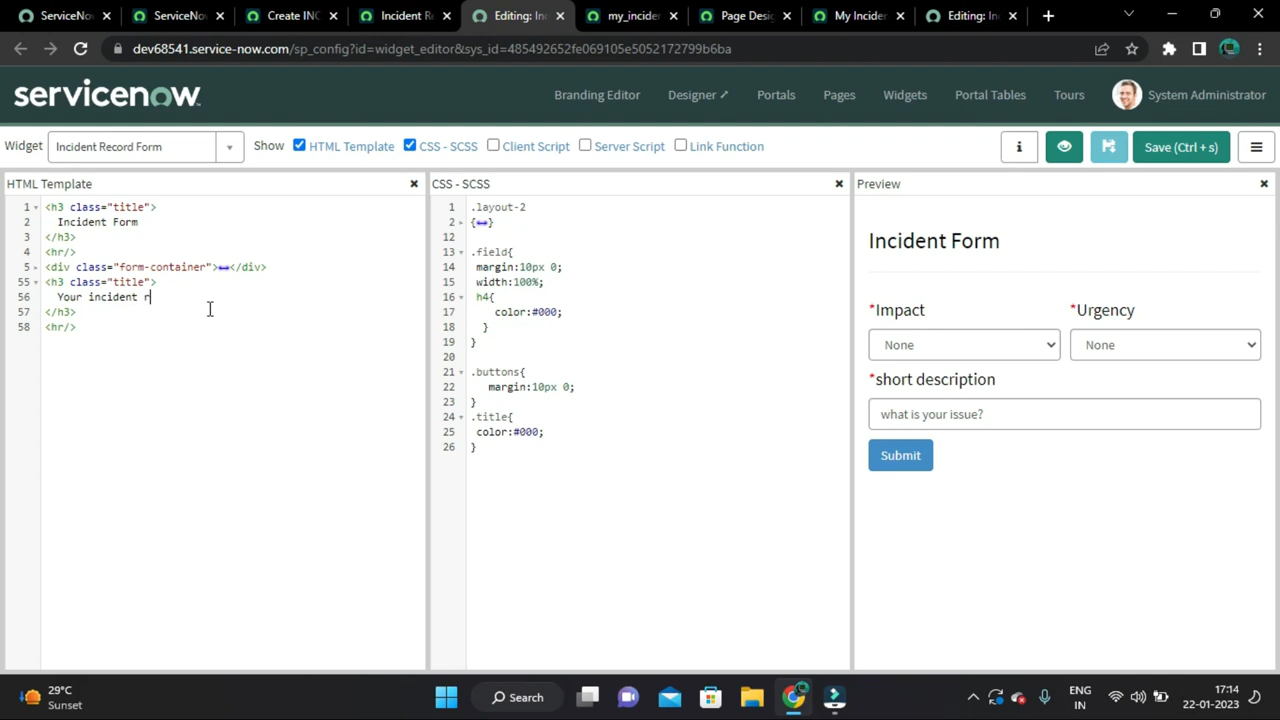 ServiceNo
ServiceNo
Create INC
Incident Re
Editing: Inc
my_inciden
Page Desig
My Inciden
Editing: Inc
dev68541.service-now.com/sp_config?id=widget_editor&sys_id=485492652fe069105e5052172799b6ba
servicenow
Branding Editor
Designer
Portals
Pages
Widgets
Portal Tables
Tours
System Administrator
Widget
Incident Record Form
Show
HTML Template
CSS - SCSS
Client Script
Server Script
Link Function
Save (Ctrl + s)
HTML Template
1 <h3 class="title">
2 Incident Form
3 </h3>
4 <hr/>
5 <div class="form-container"></div>
55 <h3 class="title">
56 Your incident r
57 </h3>
58 <hr/>
CSS - SCSS
1 .layout-2
2 {}
12
13 .field{
14 margin:10px 0;
15 width:100%;
16 h4{
17 color:#000;
18 }
19 }
20
21 .buttons{
22 margin:10px 0;
23 }
24 .title{
25 color:#000;
26 }
Preview
Incident Form
*Impact
*Urgency
None
None
*short description
what is your issue?
Submit
29°C
Sunset
Search
ENG
IN
17:14
22-01-2023